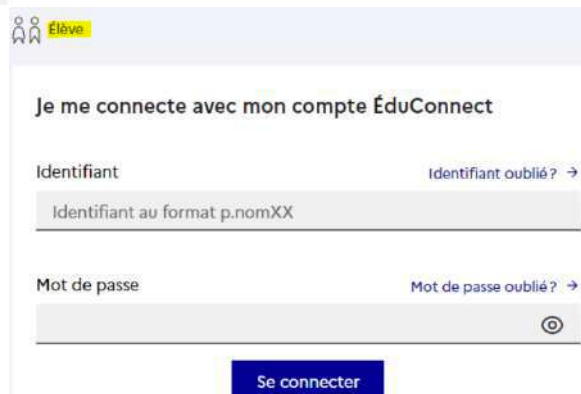 Élève
Je me connecte avec mon compte ÉduConnect
Identifiant Identifiant oublié? →
Identifiant au format p.nomXX
Mot de passe Mot de passe oublié? →
Se connecter